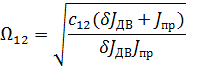 Ω₁₂ = √(c₁₂(δJ_ДВ + J_пр) / (δJ_ДВ J_пр))